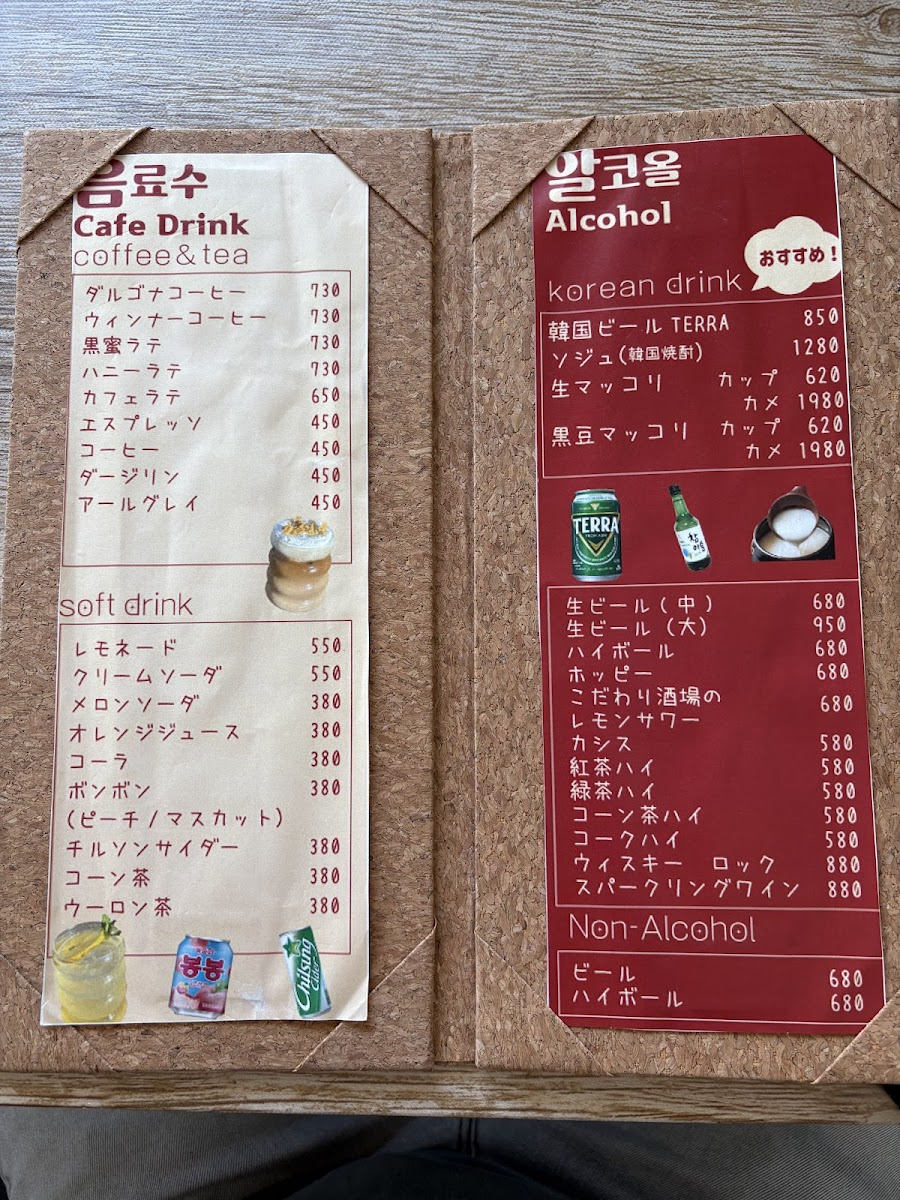 음료수
Cafe Drink
coffee&tea
ダルゴナコーヒー 730
ウィンナーコーヒー 730
黒蜜ラテ 730
ハニーラテ 730
カフェラテ 650
エスプレッソ 450
コーヒー 450
ダージリン 450
アールグレイ 450
soft drink
レモネード 550
クリームソーダ 550
メロンソーダ 380
オレンジジュース 380
コーラ 380
ボンボン 380
(ピーチ/マスカット)
チルソンサイダー 380
コーン茶 380
ウーロン茶 380
봉봉
Chilsung
Cider
알코올
Alcohol
おすすめ!
korean drink
韓国ビール TERRA 850
ソジュ(韓国焼酎) 1280
生マッコリ カップ 620
カメ 1980
黒豆マッコリ カップ 620
カメ 1980
TERRA
참이슬
生ビール(中) 680
生ビール(大) 950
ハイボール 680
ホッピー 680
こだわり酒場の
レモンサワー 680
カシス 580
紅茶ハイ 580
緑茶ハイ 580
コーン茶ハイ 580
コークハイ 580
ウィスキー ロック 880
スパークリングワイン 880
Non-Alcohol
ビール 680
ハイボール 680